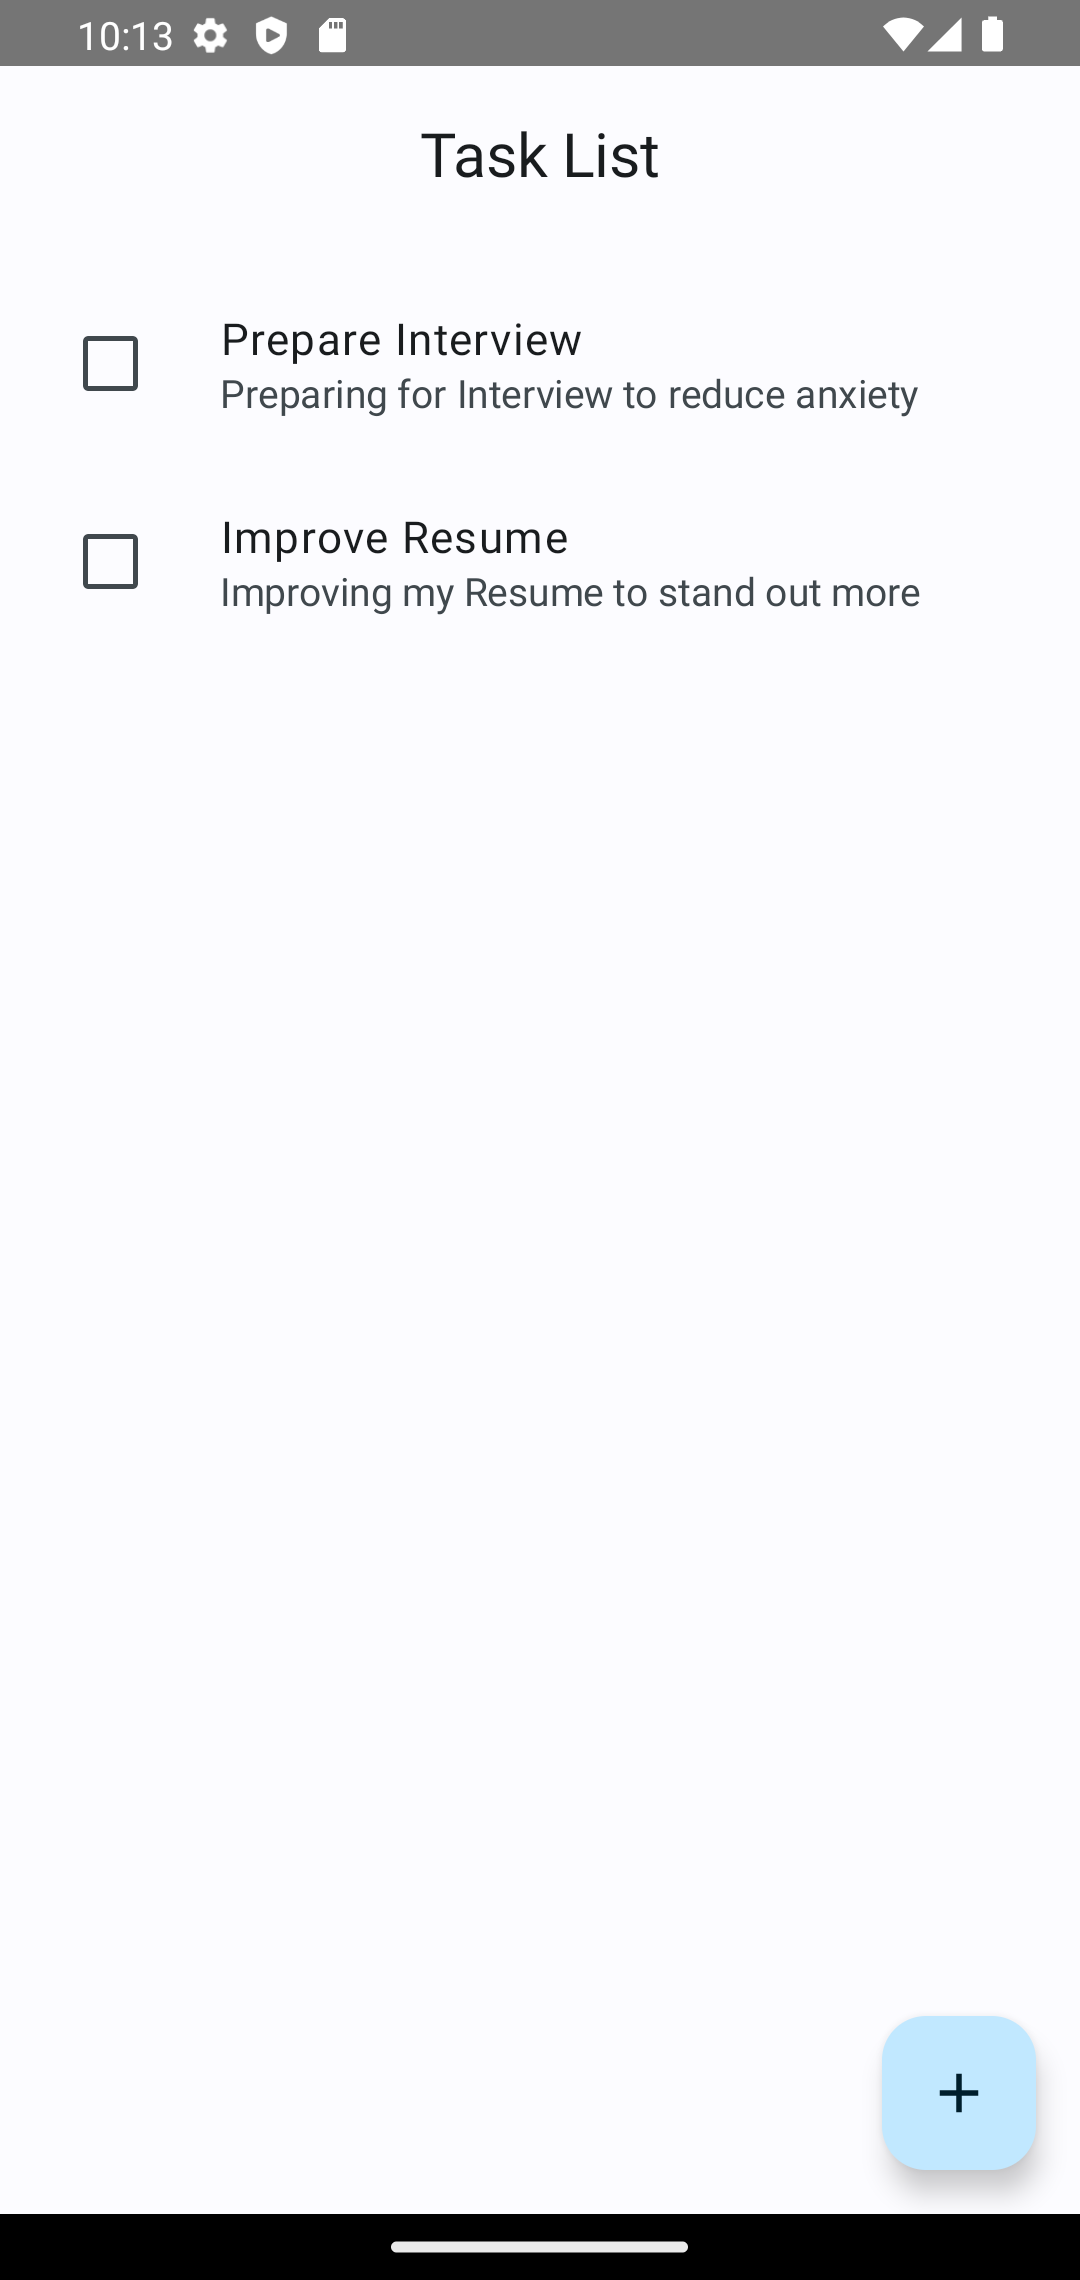 10:13
Task List
Prepare Interview
Preparing for Interview to reduce anxiety
Improve Resume
Improving my Resume to stand out more